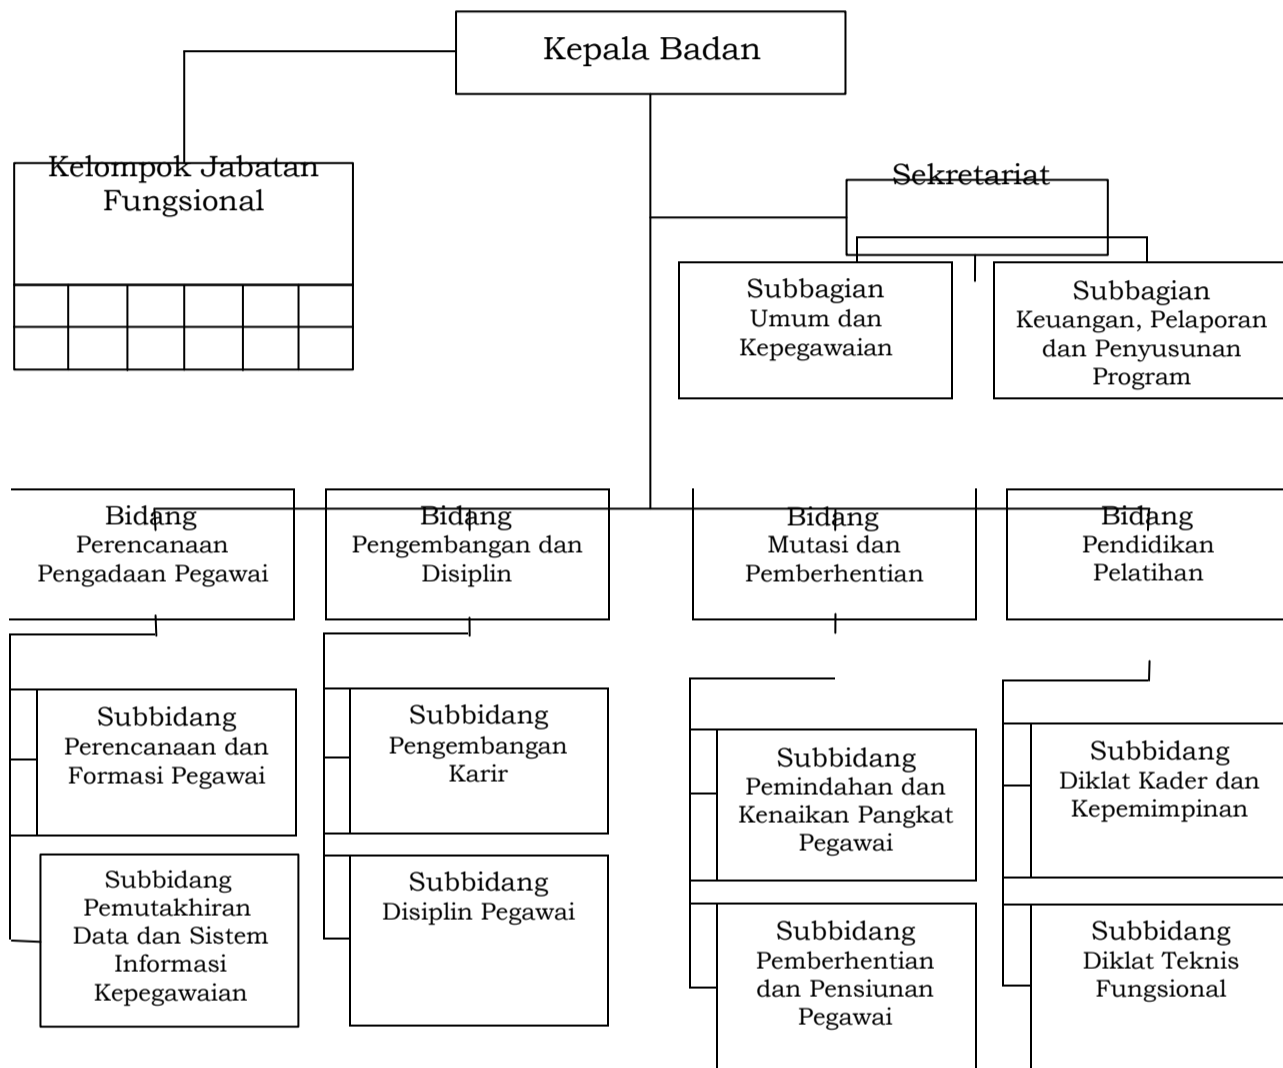 Kepala Badan
Kelompok Jabatan
Fungsional
Sekretariat
Subbagian
Umum dan
Kepegawaian
Subbagian
Keuangan, Pelaporan
dan Penyusunan
Program
Bidang
Perencanaan
Pengadaan Pegawai
Bidang
Pengembangan dan
Disiplin
Bidang
Mutasi dan
Pemberhentian
Bidang
Pendidikan
Pelatihan
Subbidang
Perencanaan dan
Formasi Pegawai
Subbidang
Pengembangan
Karir
Subbidang
Pemindahan dan
Kenaikan Pangkat
Pegawai
Subbidang
Diklat Kader dan
Kepemimpinan
Subbidang
Pemutakhiran
Data dan Sistem
Informasi
Kepegawaian
Subbidang
Disiplin Pegawai
Subbidang
Pemberhentian
dan Pensiunan
Pegawai
Subbidang
Diklat Teknis
Fungsional